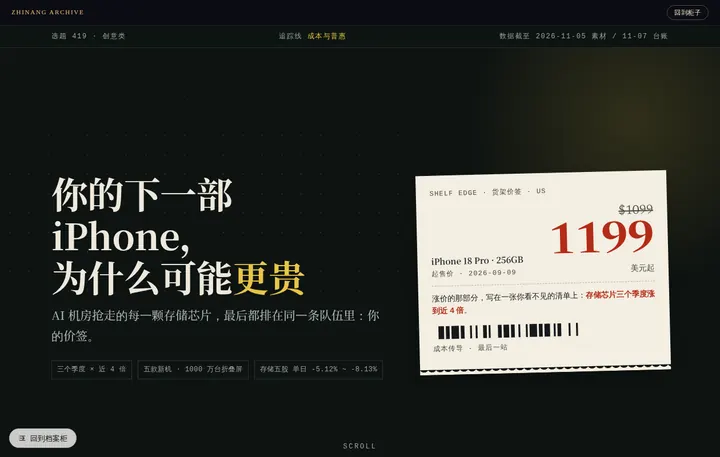 ZHINANG ARCHIVE
回到柜子
选题 419 · 创意类
追踪线 成本与普惠
数据截至 2026-11-05 素材 / 11-07 台账
你的下一部
iPhone,
为什么可能更贵
AI 机房抢走的每一颗存储芯片，最后都排在同一条队伍里：你
的价签。
三个季度 × 近 4 倍
五款新机 · 1000 万台折叠屏
存储五股 单日 -5.12% ~ -8.13%
SHELF EDGE · 货架价签 · US
$1099
1199
iPhone 18 Pro · 256GB
起售价 · 2026-09-09
美元起
涨价的那部分，写在一张你看不见的清单上：存储芯片三个季度涨
到近 4 倍。
成本传导 · 最后一站
回到档案柜
SCROLL